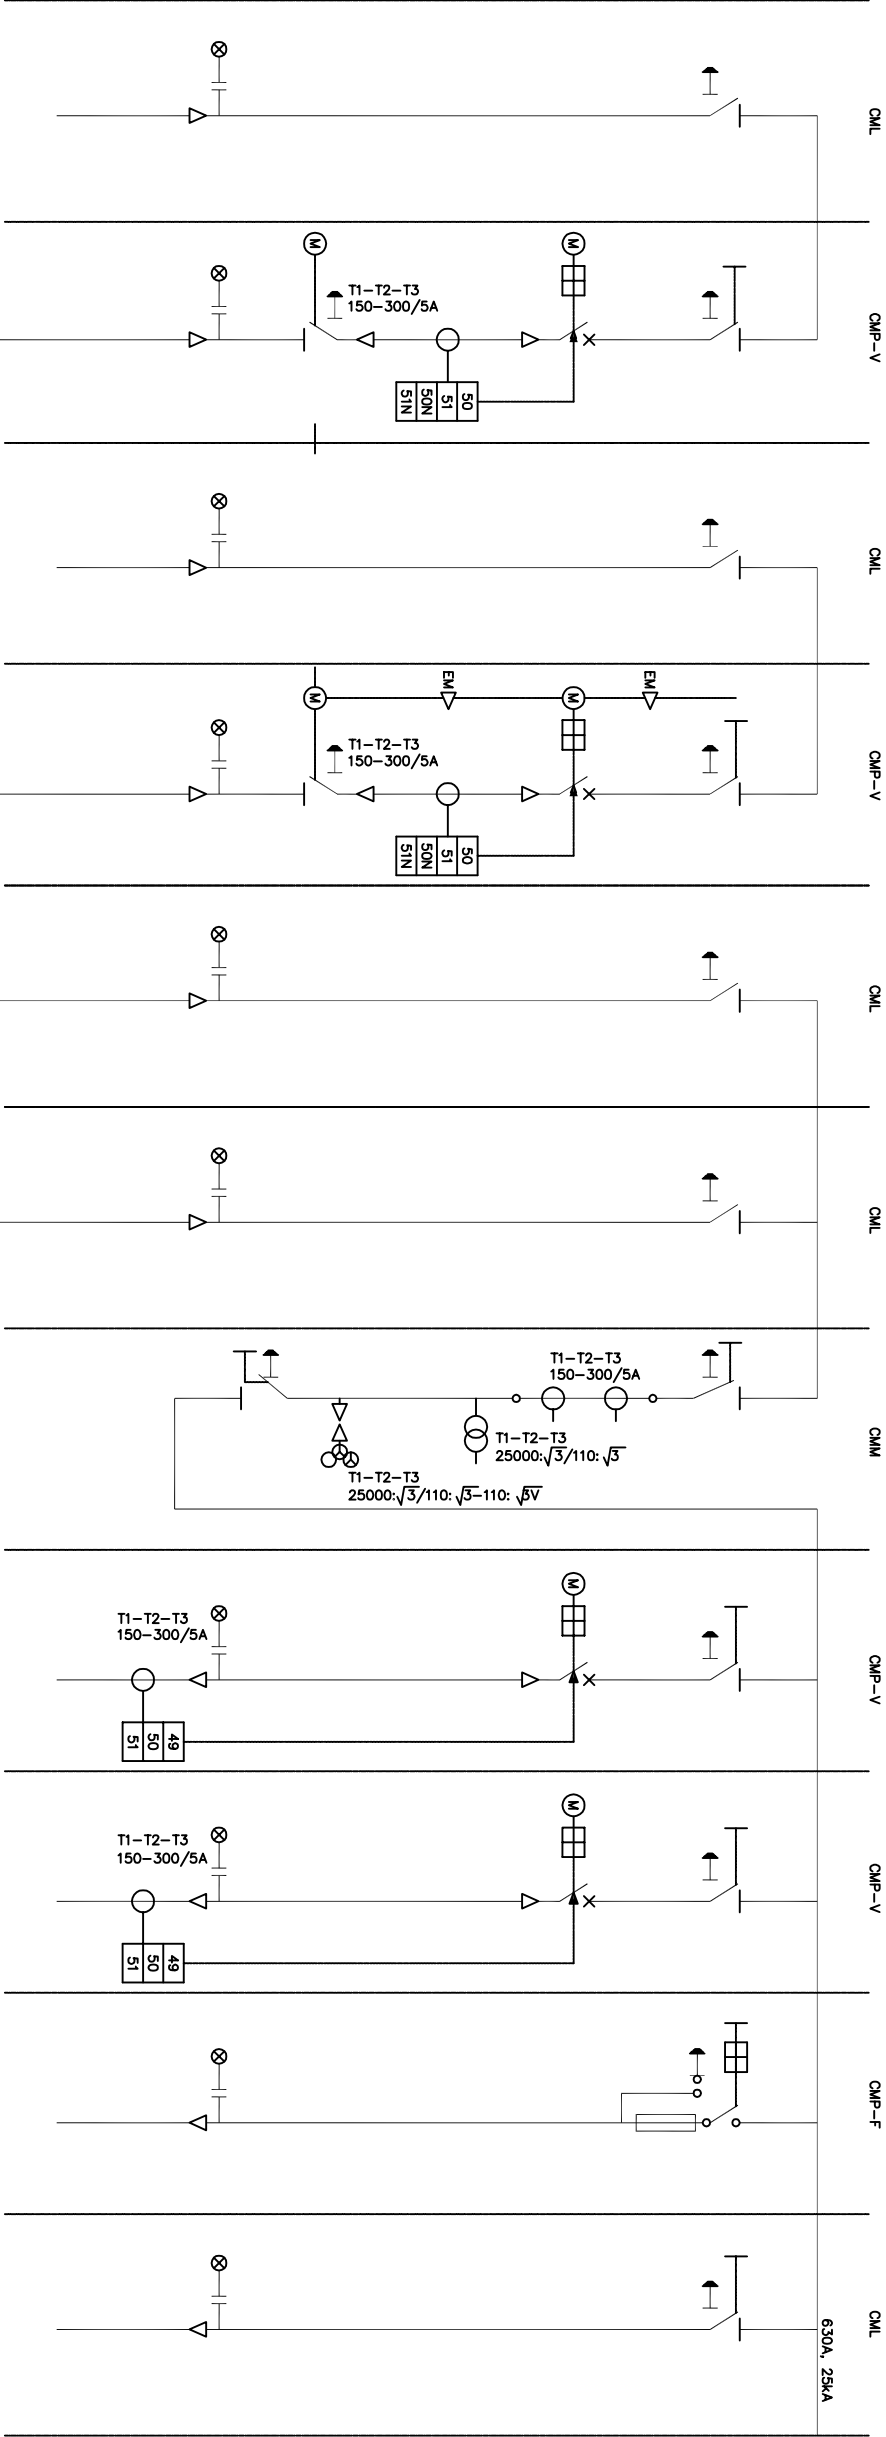 CML
M
M
T1-T2-T3
150-300/5A
CMP-V
50
51
50N
51N
CML
EM
EM
M
M
T1-T2-T3
150-300/5A
CMP-V
50
51
50N
51N
CML
CML
T1-T2-T3
150-300/5A
T1-T2-T3
25000:√3/110:√3
CMM
T1-T2-T3
25000:√3/110:√3-110:√3V
M
T1-T2-T3
150-300/5A
CMP-V
49
50
51
M
T1-T2-T3
150-300/5A
CMP-V
49
50
51
CMP-F
CML
630A, 25kA